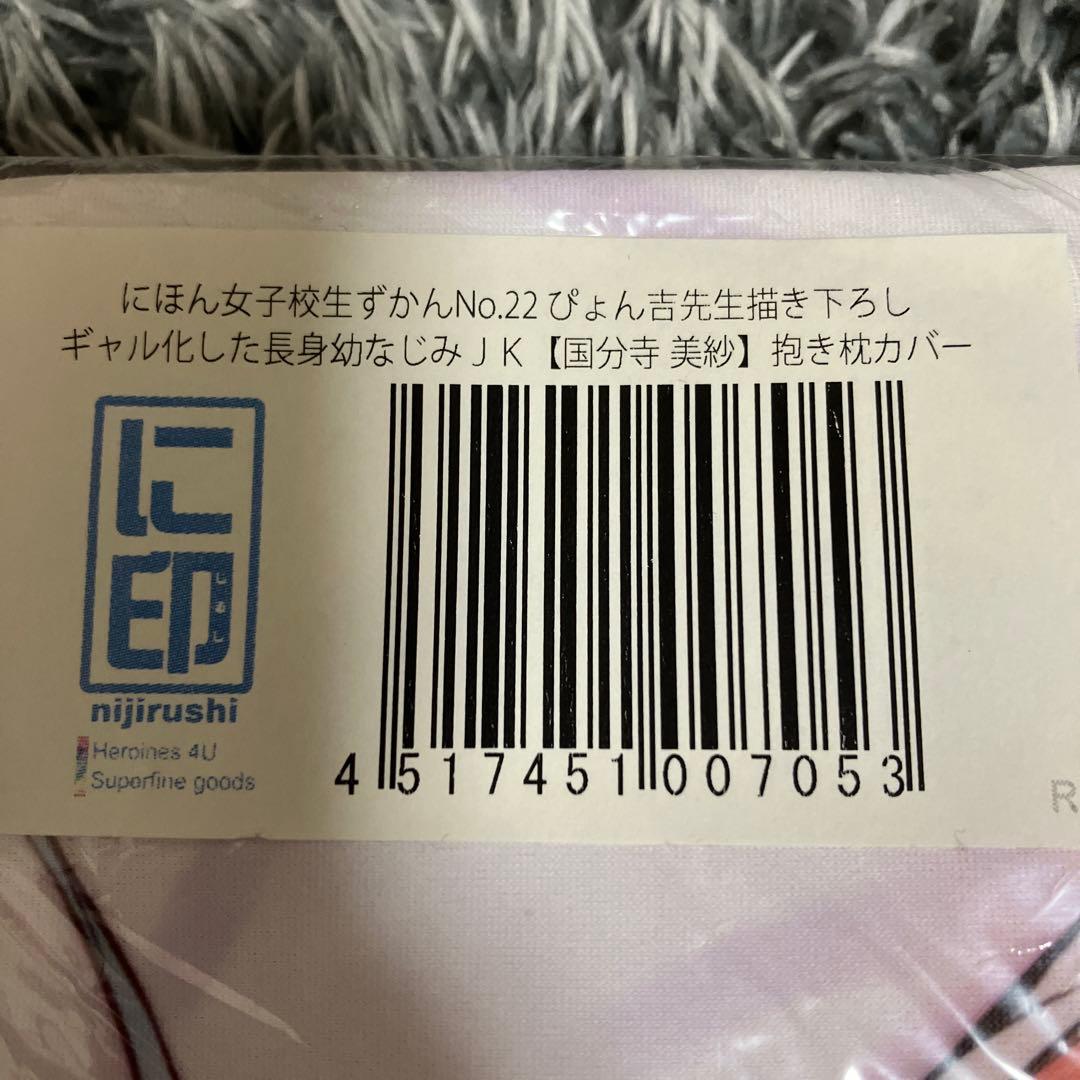 にほん女子校生ずかんNo.22 ぴょん吉先生描き下ろし
ギャル化した長身幼なじみJK【国分寺 美紗】抱き枕カバー
に
印
しるし
nijirushi
Heroines 4U
Superfine goods
4 517451 007053
R